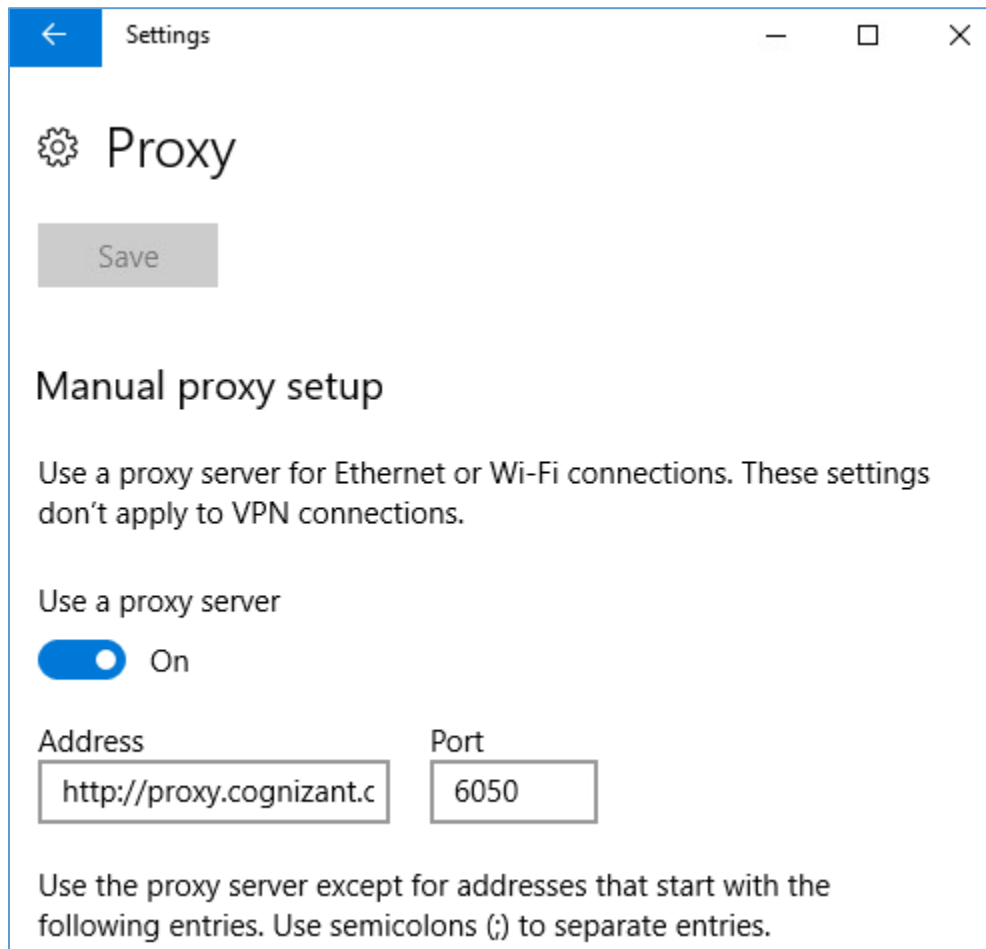 Settings
Proxy
Save
Manual proxy setup
Use a proxy server for Ethernet or Wi-Fi connections. These settings
don't apply to VPN connections.
Use a proxy server
On
Address Port
http://proxy.cognizant.c 6050
Use the proxy server except for addresses that start with the
following entries. Use semicolons (;) to separate entries.